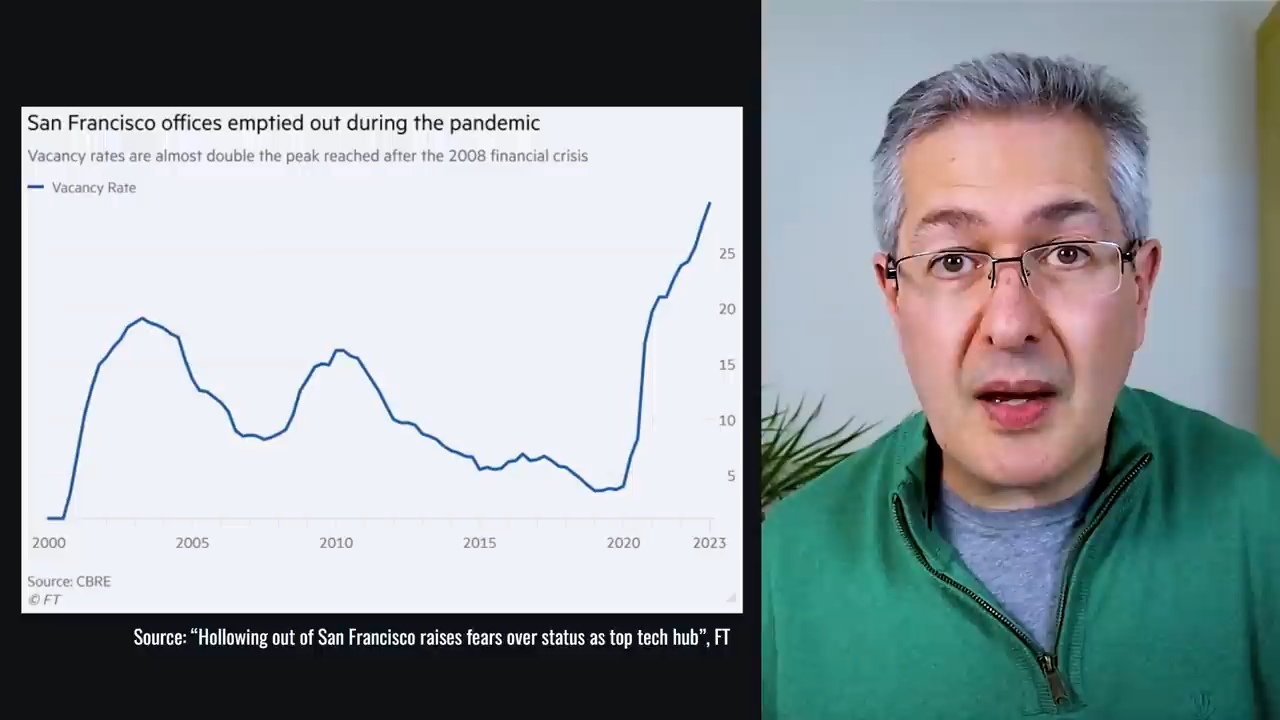 San Francisco offices emptied out during the pandemic
Vacancy rates are almost double the peak reached after the 2008 financial crisis
Vacancy Rate
25
20
15
10
5
2000 2005 2010 2015 2020 2023
Source: CBRE
© FT
Source: “Hollowing out of San Francisco raises fears over status as top tech hub”, FT